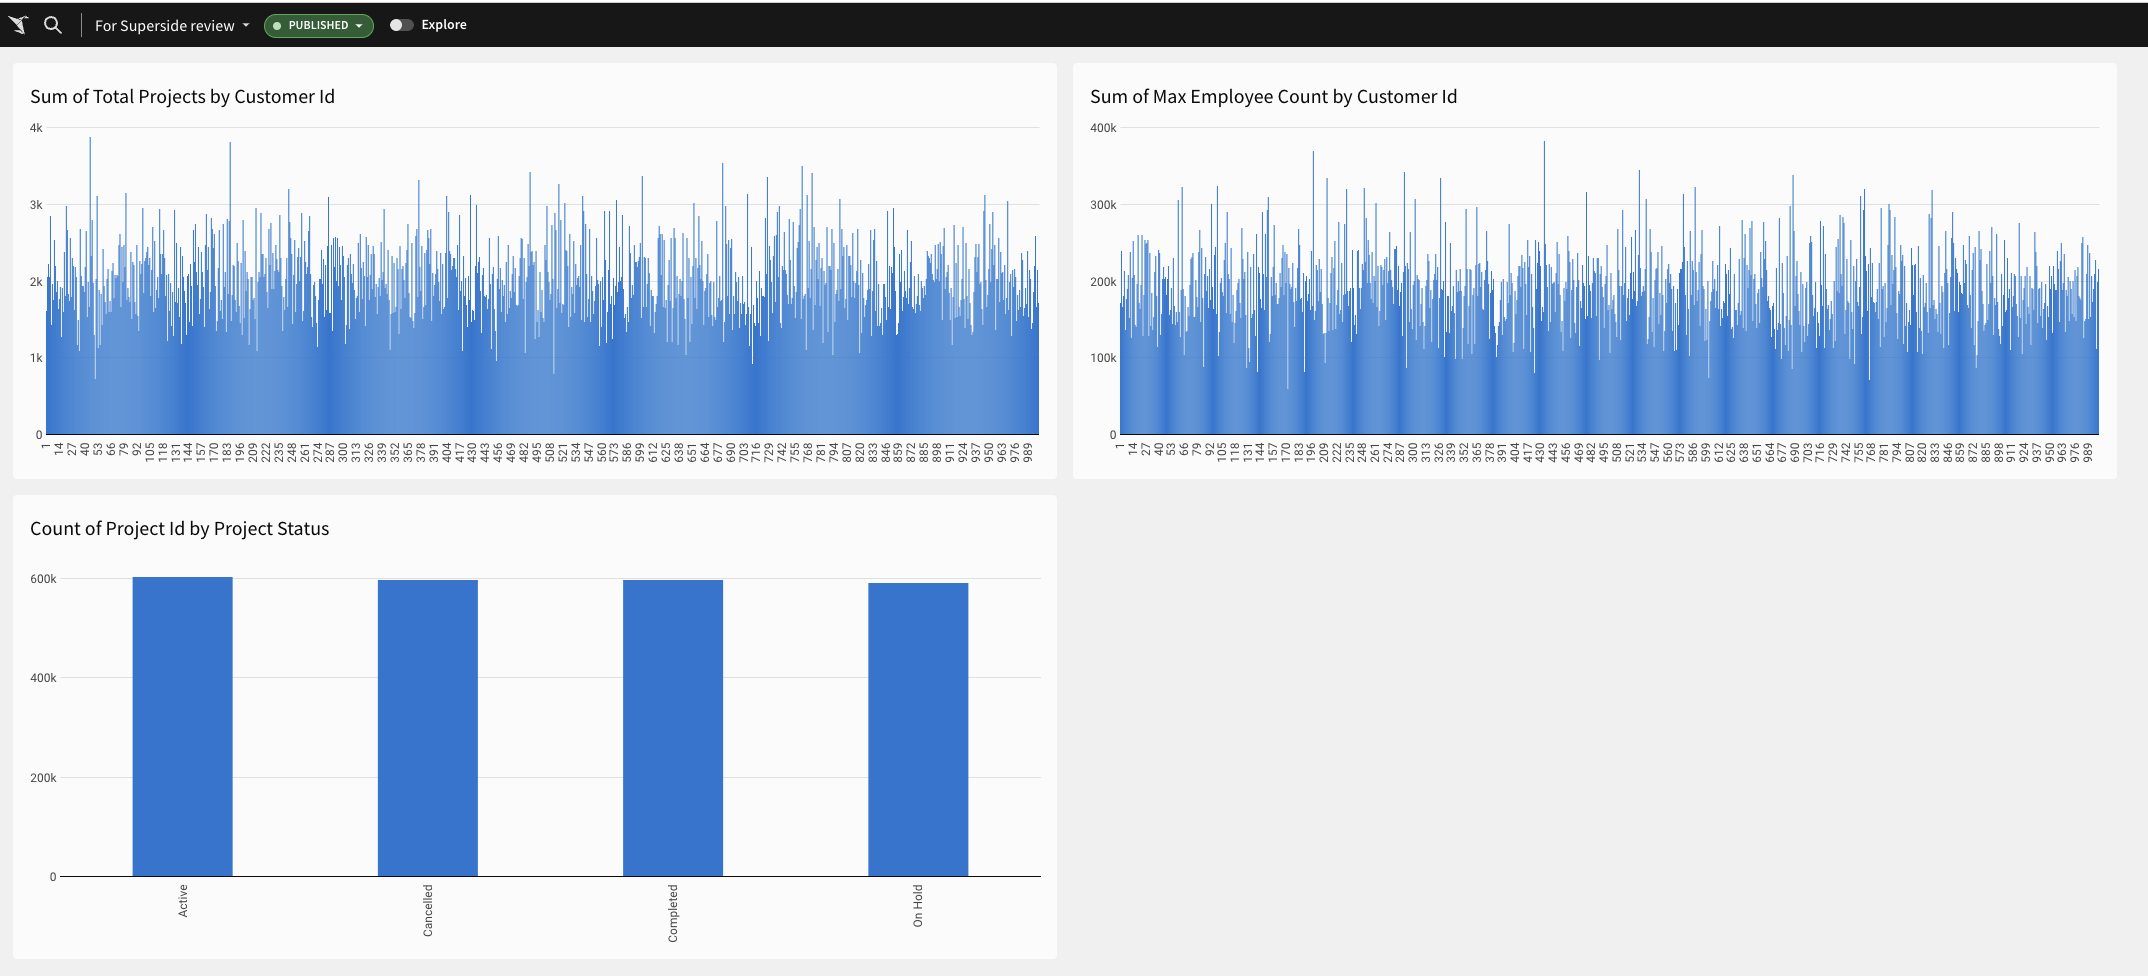 For Superside review
PUBLISHED
Explore
Sum of Total Projects by Customer Id
4k
3k
2k
1k
0
1 14 27 40 53 66 79 92 105 118 131 144 157 170 183 196 209 222 235 248 261 274 287 300 313 326 339 352 365 378 391 404 417 430 443 456 469 482 495 508 521 534 547 560 573 586 599 612 625 638 651 664 677 690 703 716 729 742 755 768 781 794 807 820 833 846 859 872 885 898 911 924 937 950 963 976 989
Sum of Max Employee Count by Customer Id
400k
300k
200k
100k
0
1 14 27 40 53 66 79 92 105 118 131 144 157 170 183 196 209 222 235 248 261 274 287 300 313 326 339 352 365 378 391 404 417 430 443 456 469 482 495 508 521 534 547 560 573 586 599 612 625 638 651 664 677 690 703 716 729 742 755 768 781 794 807 820 833 846 859 872 885 898 911 924 937 950 963 976 989
Count of Project Id by Project Status
600k
400k
200k
0
Active
Cancelled
Completed
On Hold